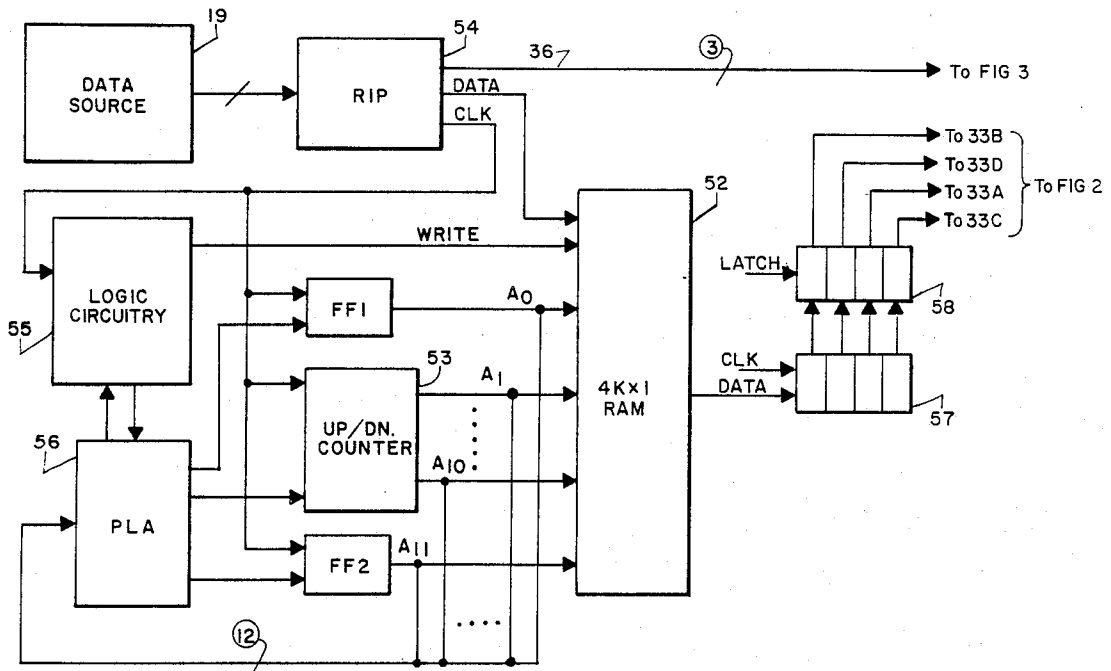 19
54
36
3
DATA
SOURCE
RIP
To FIG 3
DATA
CLK
To 33B
To 33D
To 33A
To 33C
To FIG 2
52
WRITE
LOGIC
CIRCUITRY
55
LATCH
58
FF1
A0
53
A1
UP/DN.
COUNTER
4K×1
RAM
CLK
DATA
57
56
A10
PLA
FF2
A11
12